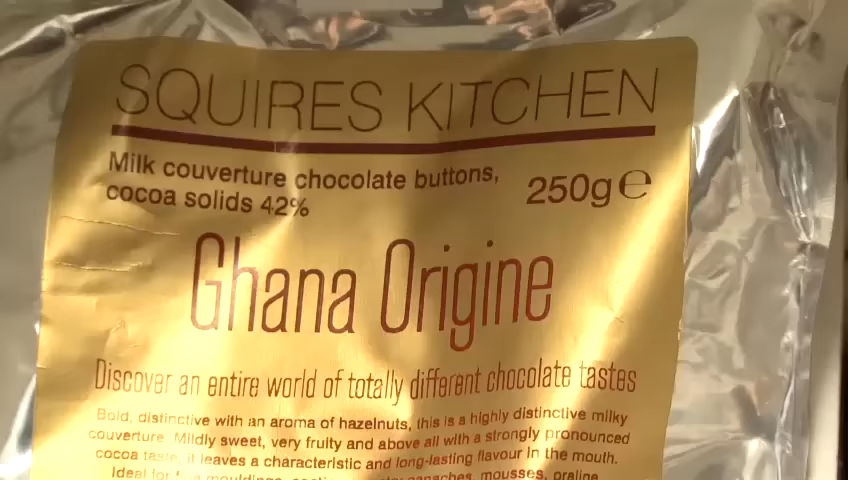 SQUIRES KITCHEN
Milk couverture chocolate buttons,
cocoa solids 42%
250g e
Ghana Origine
Discover an entire world of totally different chocolate tastes
Bold, distinctive with an aroma of hazelnuts, this is a highly distinctive milky
couverture. Mildly sweet, very fruity and above all with a strongly pronounced
cocoa taste, it leaves a characteristic and long-lasting flavour in the mouth.
Ideal for mouldings, ganaches, mousses, praline